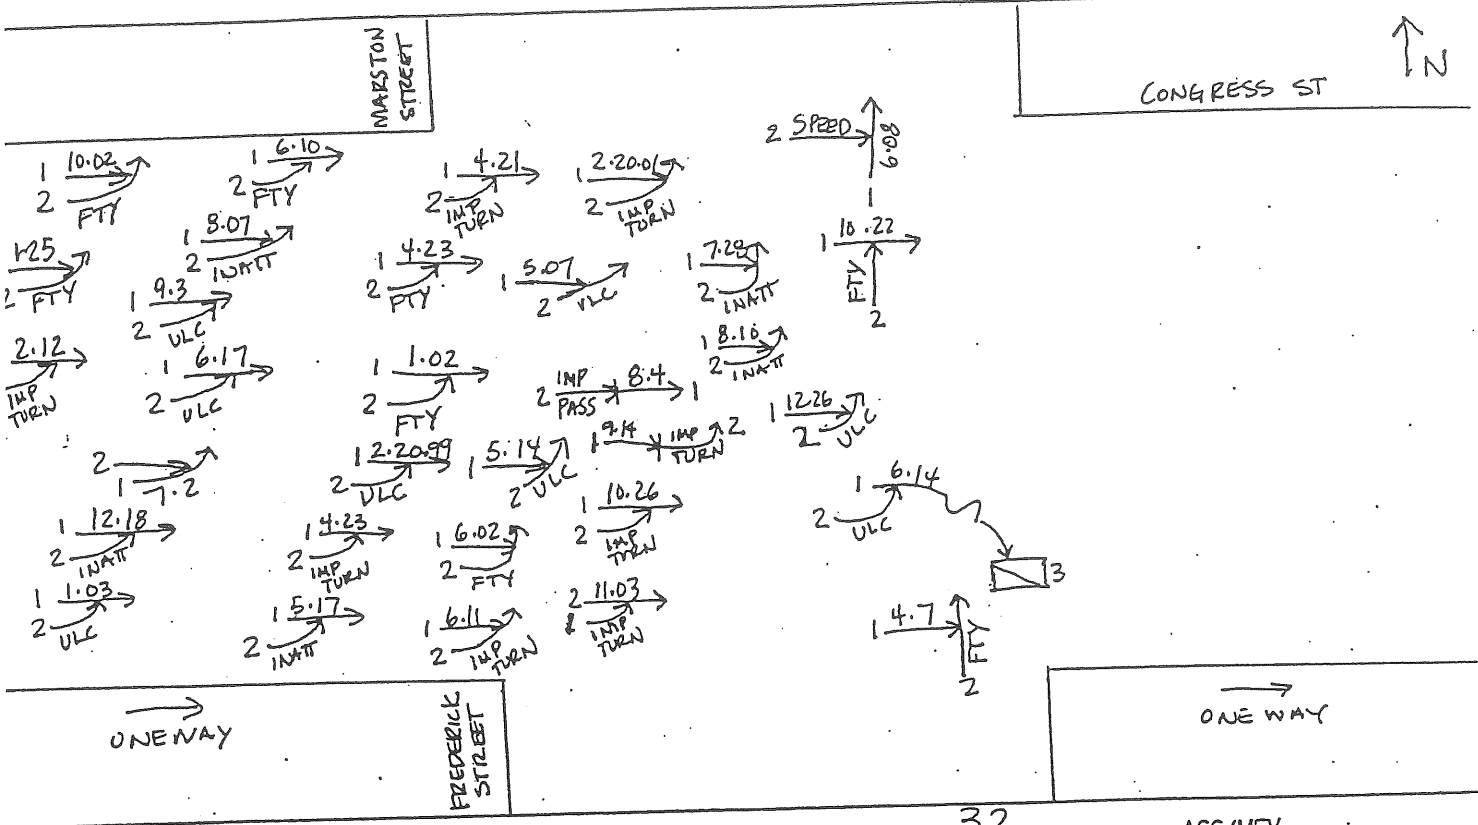 MARSTON
STREET
CONGRESS ST
N
2 SPEED
6.08
1
1 10.02
2
FTY
1 6.10
2
FTY
1 4.21
2
IMP
TURN
1 2.20.01
2
IMP
TURN
1 10.22
FTY
2
1 8.07
2
INATT
1.25
2 FTY
1 4.23
2
FTY
1 5.07
2 VLC
1 7.28
2
INATT
1 9.3
2 ULC
2.12
IMP
TURN
1 6.17
2
ULC
1 1.02
2
FTY
1 8.10
2
INATT
2 IMP
PASS
8.4
1
1 12.26
2 ULC
1 9.14
IMP
TURN
2
2
1 7.2
1 2.20.99
2 ULC
1 5.14
2 ULC
1 6.14
2 ULC
3
1 12.18
2
INATT
1 4.23
2
IMP
TURN
1 6.02
2
FTY
1 10.26
2
IMP
TURN
1 1.03
2
ULC
1 5.17
2
INATT
1 6.11
2
IMP
TURN
2 11.03
1
IMP
TURN
1 4.7
FTY
2
ONEWAY
FREDERICK
STREET
ONE WAY
32